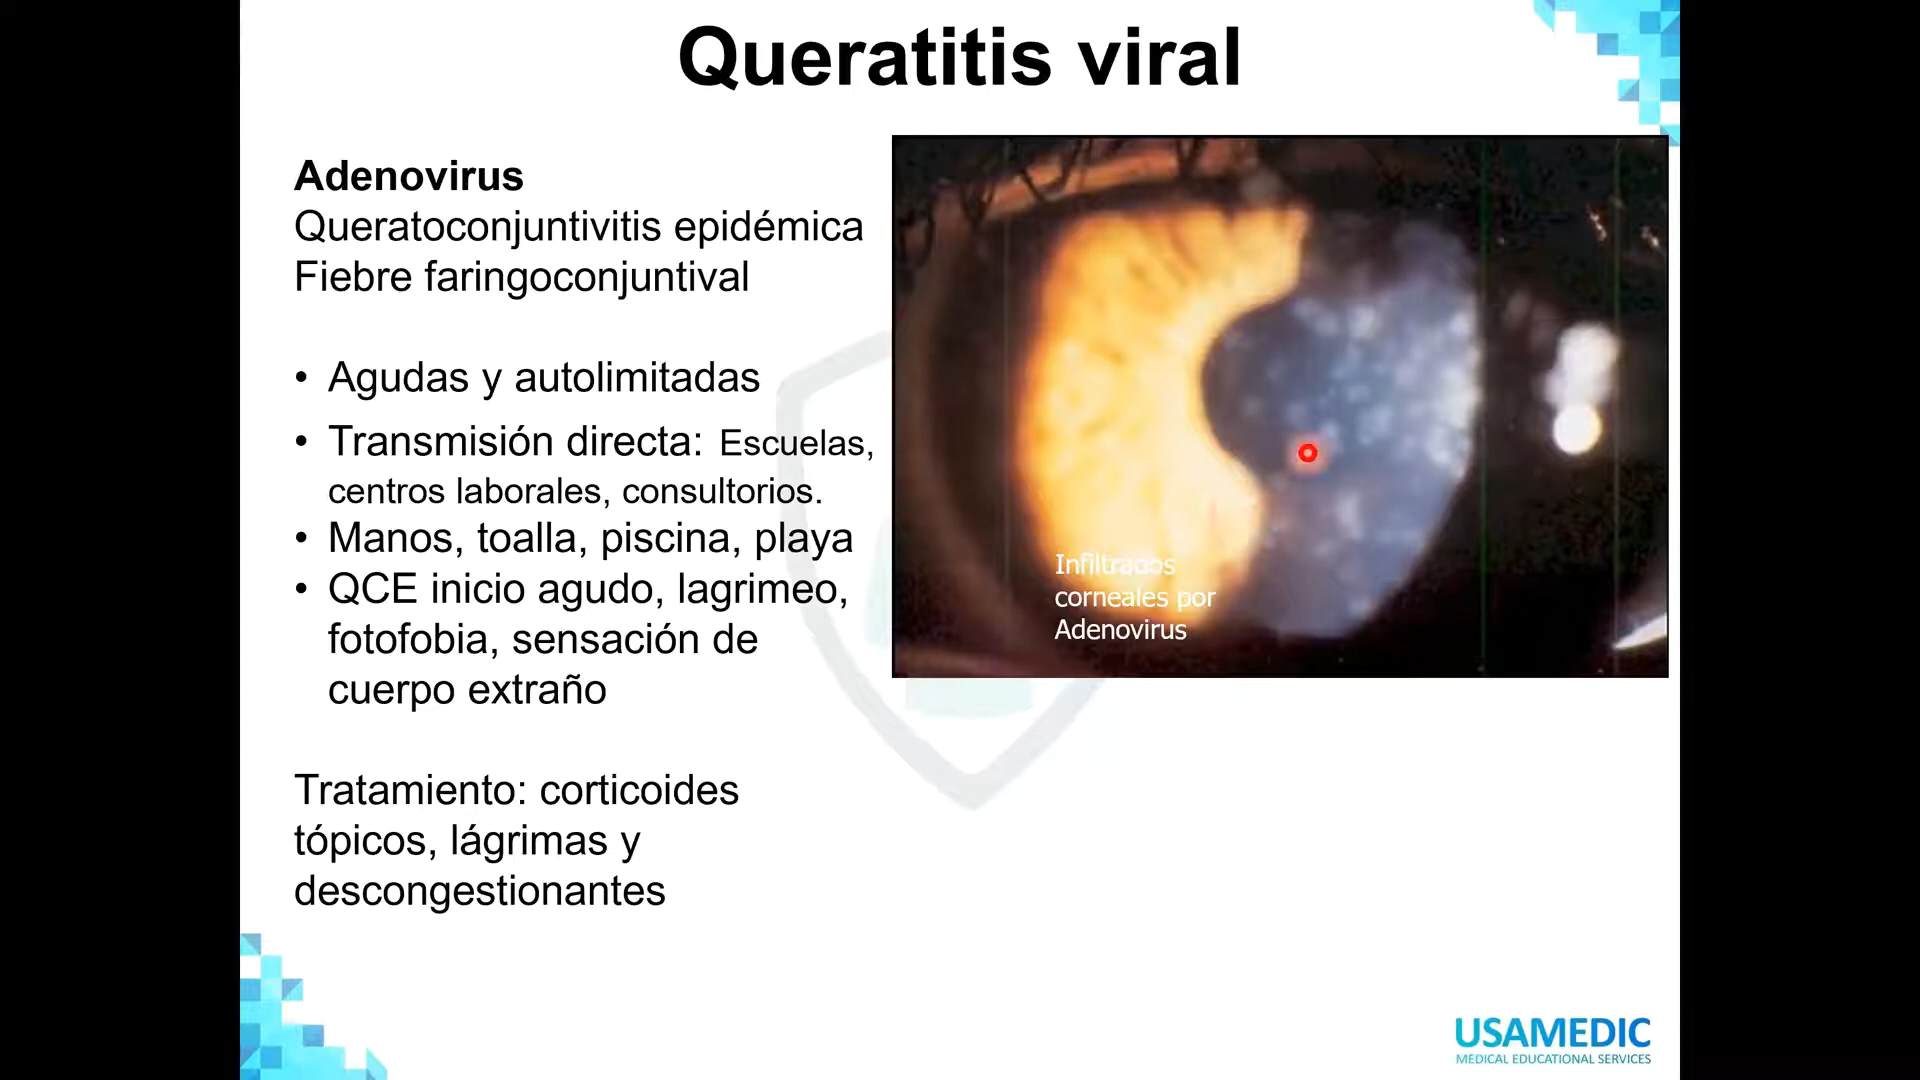 Queratitis viral
Adenovirus
Queratoconjuntivitis epidémica
Fiebre faringoconjuntival
• Agudas y autolimitadas
• Transmisión directa: Escuelas,
centros laborales, consultorios.
• Manos, toalla, piscina, playa
• QCE inicio agudo, lagrimeo,
fotofobia, sensación de
cuerpo extraño
Tratamiento: corticoides
tópicos, lágrimas y
descongestionantes
Infiltrados
corneales por
Adenovirus
USAMEDIC
MEDICAL EDUCATIONAL SERVICES